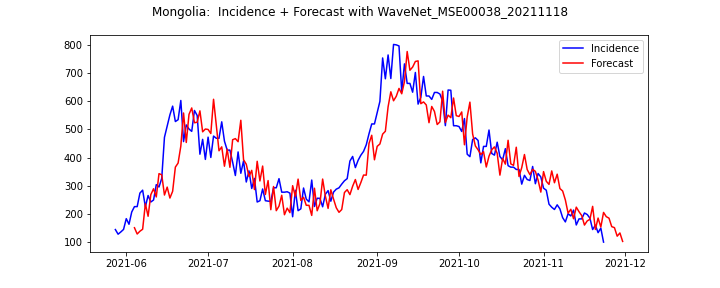 Mongolia:  Incidence + Forecast with WaveNet_MSE00038_20211118
Incidence
Forecast
800
700
600
500
400
300
200
100
2021-06 2021-07 2021-08 2021-09 2021-10 2021-11 2021-12